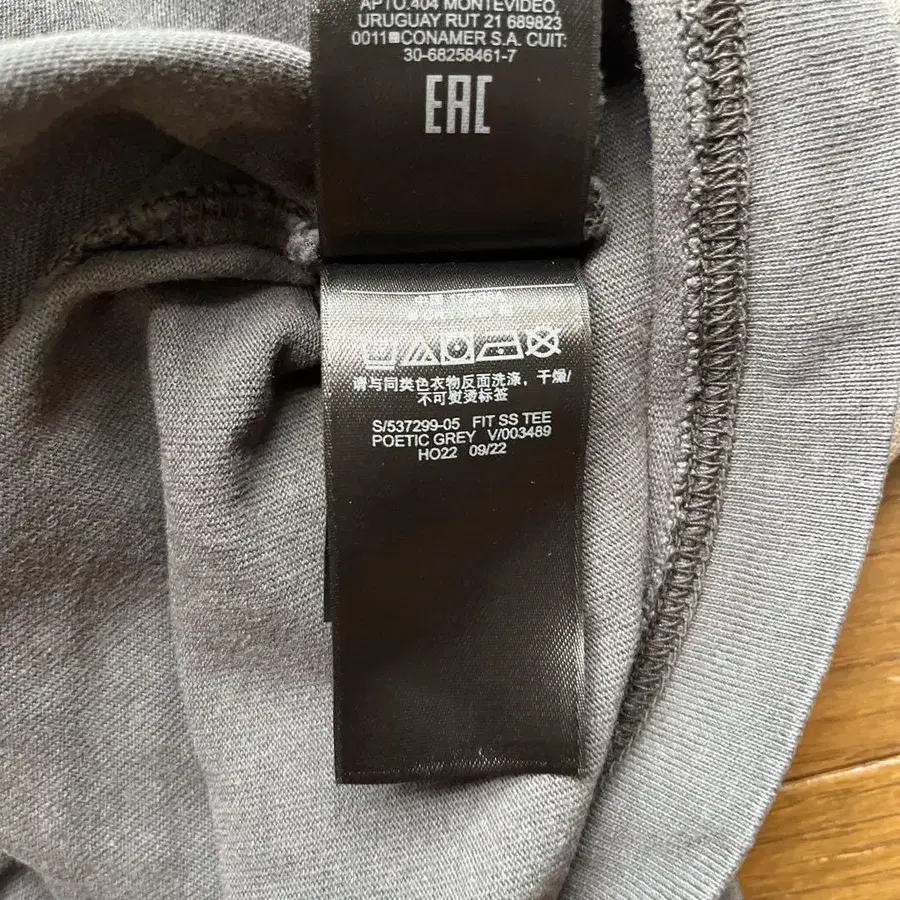 APTO.404 MONTEVIDEO,
URUGUAY RUT 21 689823
0011 CONAMER S.A. CUIT:
30-68258461-7
EAC
请与同类色衣物反面洗涤，干燥/
不可熨烫标签
S/537299-05 FIT SS TEE
POETIC GREY V/003489
HO22 09/22